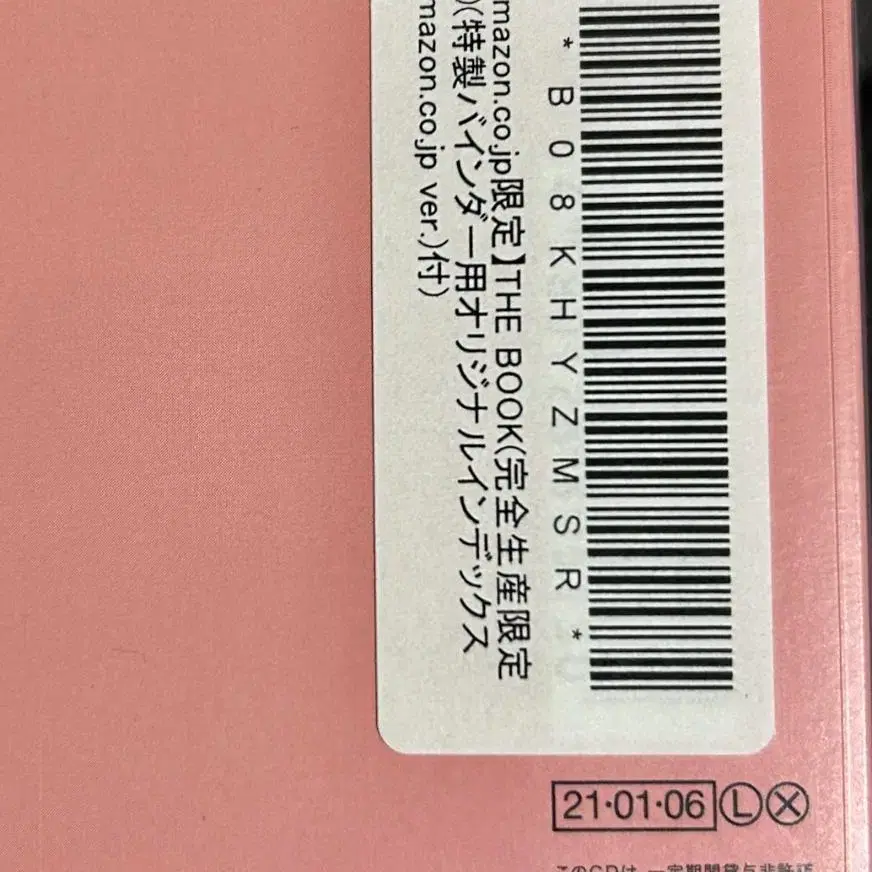 *B08KHYZMSR*
mazon.co.jp限定】THE BOOK(完全生産限定
)(特製バインダー用オリジナルインデックス
mazon.co.jp ver.)付)
21・01・06 Ⓛ Ⓧ
このCDは、一定期間貸与非許諾